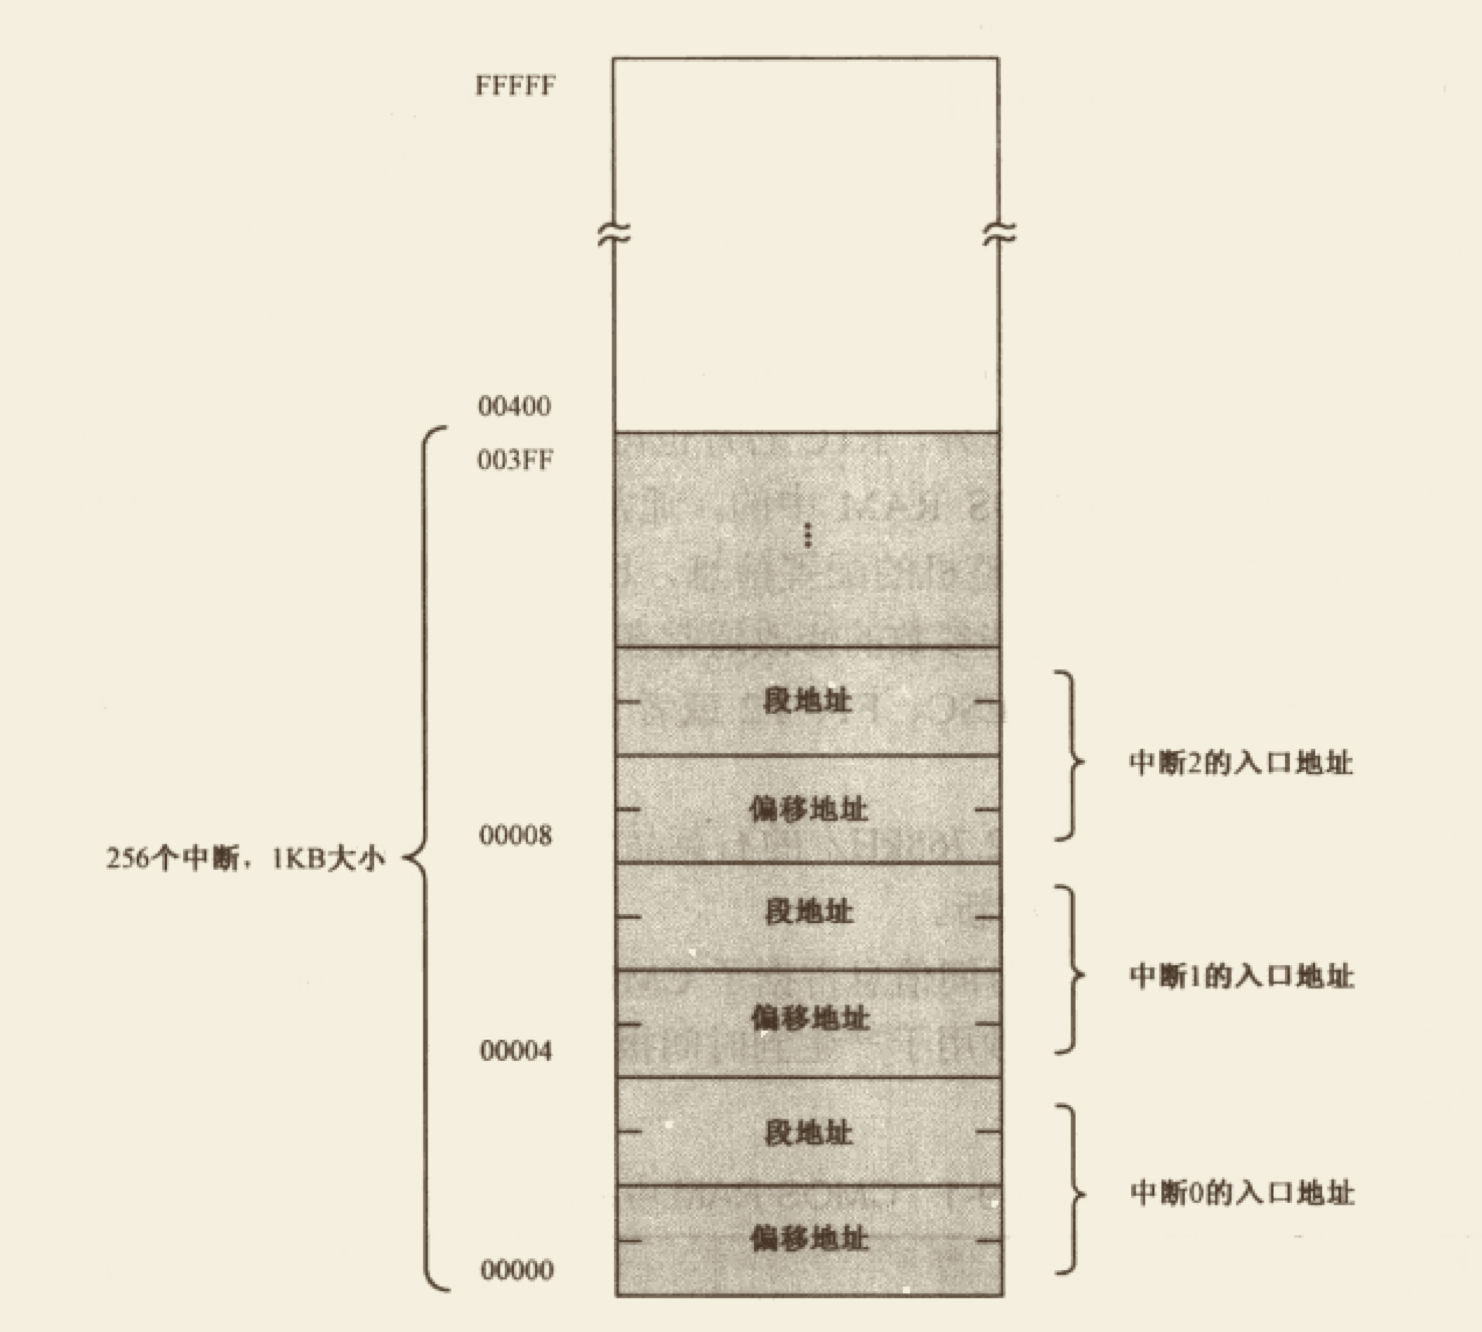 FFFFF
00400
003FF
⋮
段地址
中断2的入口地址
偏移地址
00008
256个中断，1KB大小
段地址
中断1的入口地址
偏移地址
00004
段地址
中断0的入口地址
偏移地址
00000